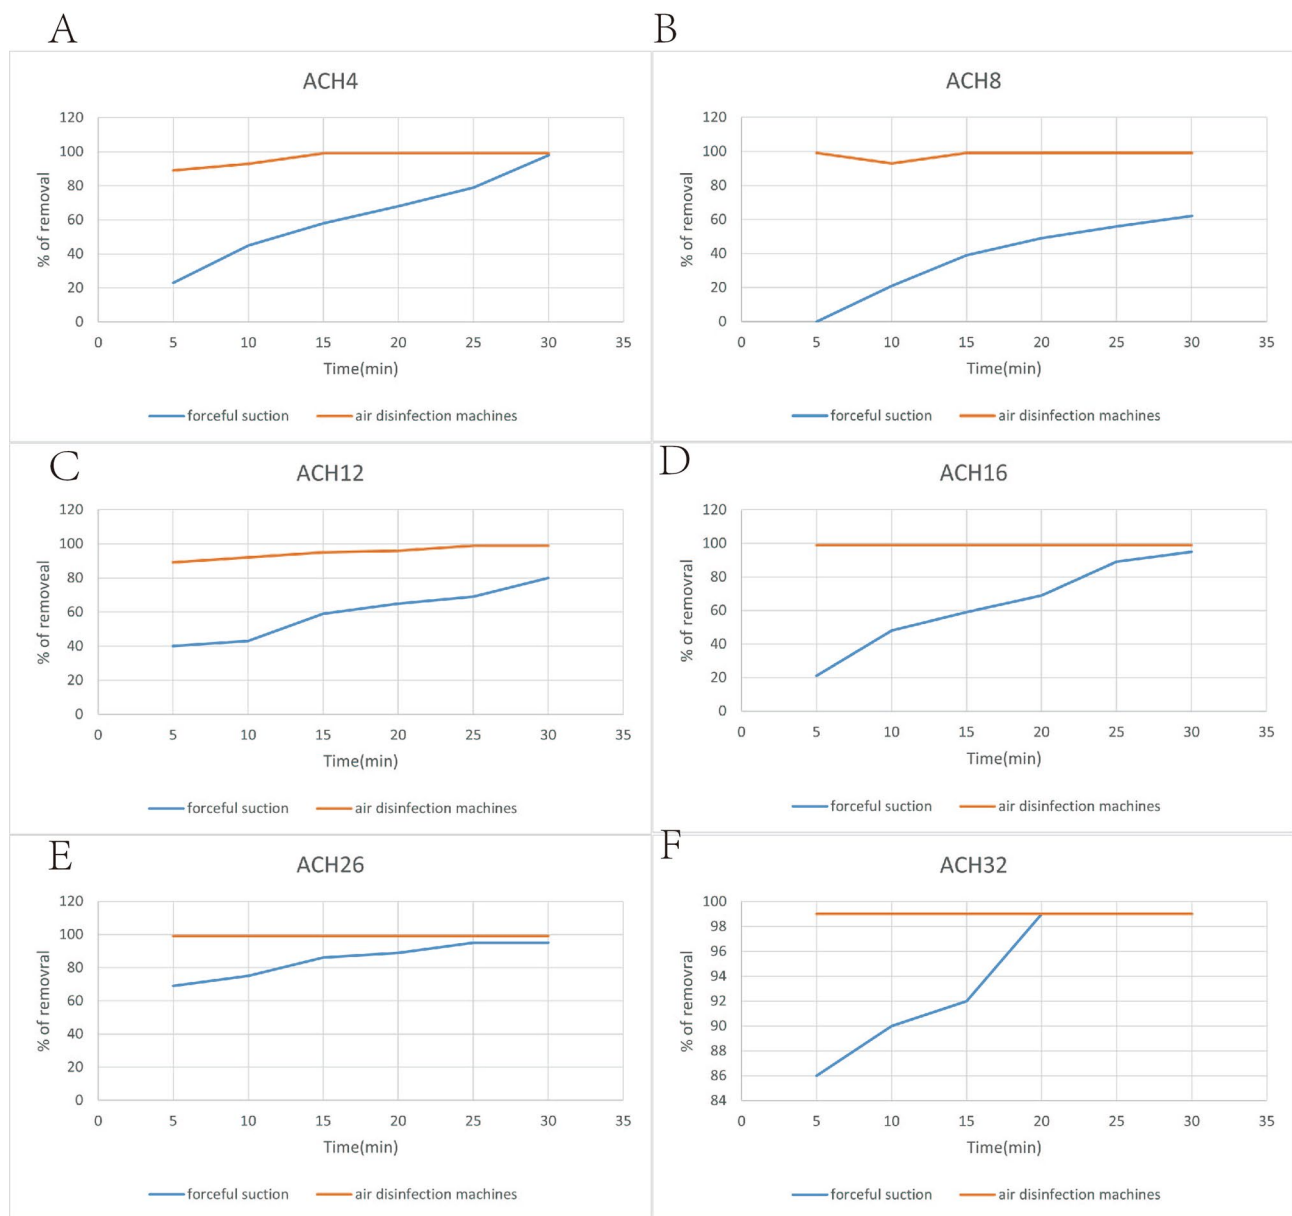 A
ACH4
120
100
80
60
40
20
0
% of removal
0 5 10 15 20 25 30 35
Time(min)
forceful suction air disinfection machines
B
ACH8
120
100
80
60
40
20
0
% of removal
0 5 10 15 20 25 30 35
Time(min)
forceful suction air disinfection machines
C
ACH12
120
100
80
60
40
20
0
% of removeal
0 5 10 15 20 25 30 35
Time(min)
forceful suction air disinfection machines
D
ACH16
120
100
80
60
40
20
0
% of removral
0 5 10 15 20 25 30 35
Time(min)
forceful suction air disinfection machines
E
ACH26
120
100
80
60
40
20
0
% of removral
0 5 10 15 20 25 30 35
Time(min)
forceful suction air disinfection machines
F
ACH32
100
98
96
94
92
90
88
86
84
% of removral
0 5 10 15 20 25 30 35
Time(min)
forceful suction air disinfection machines